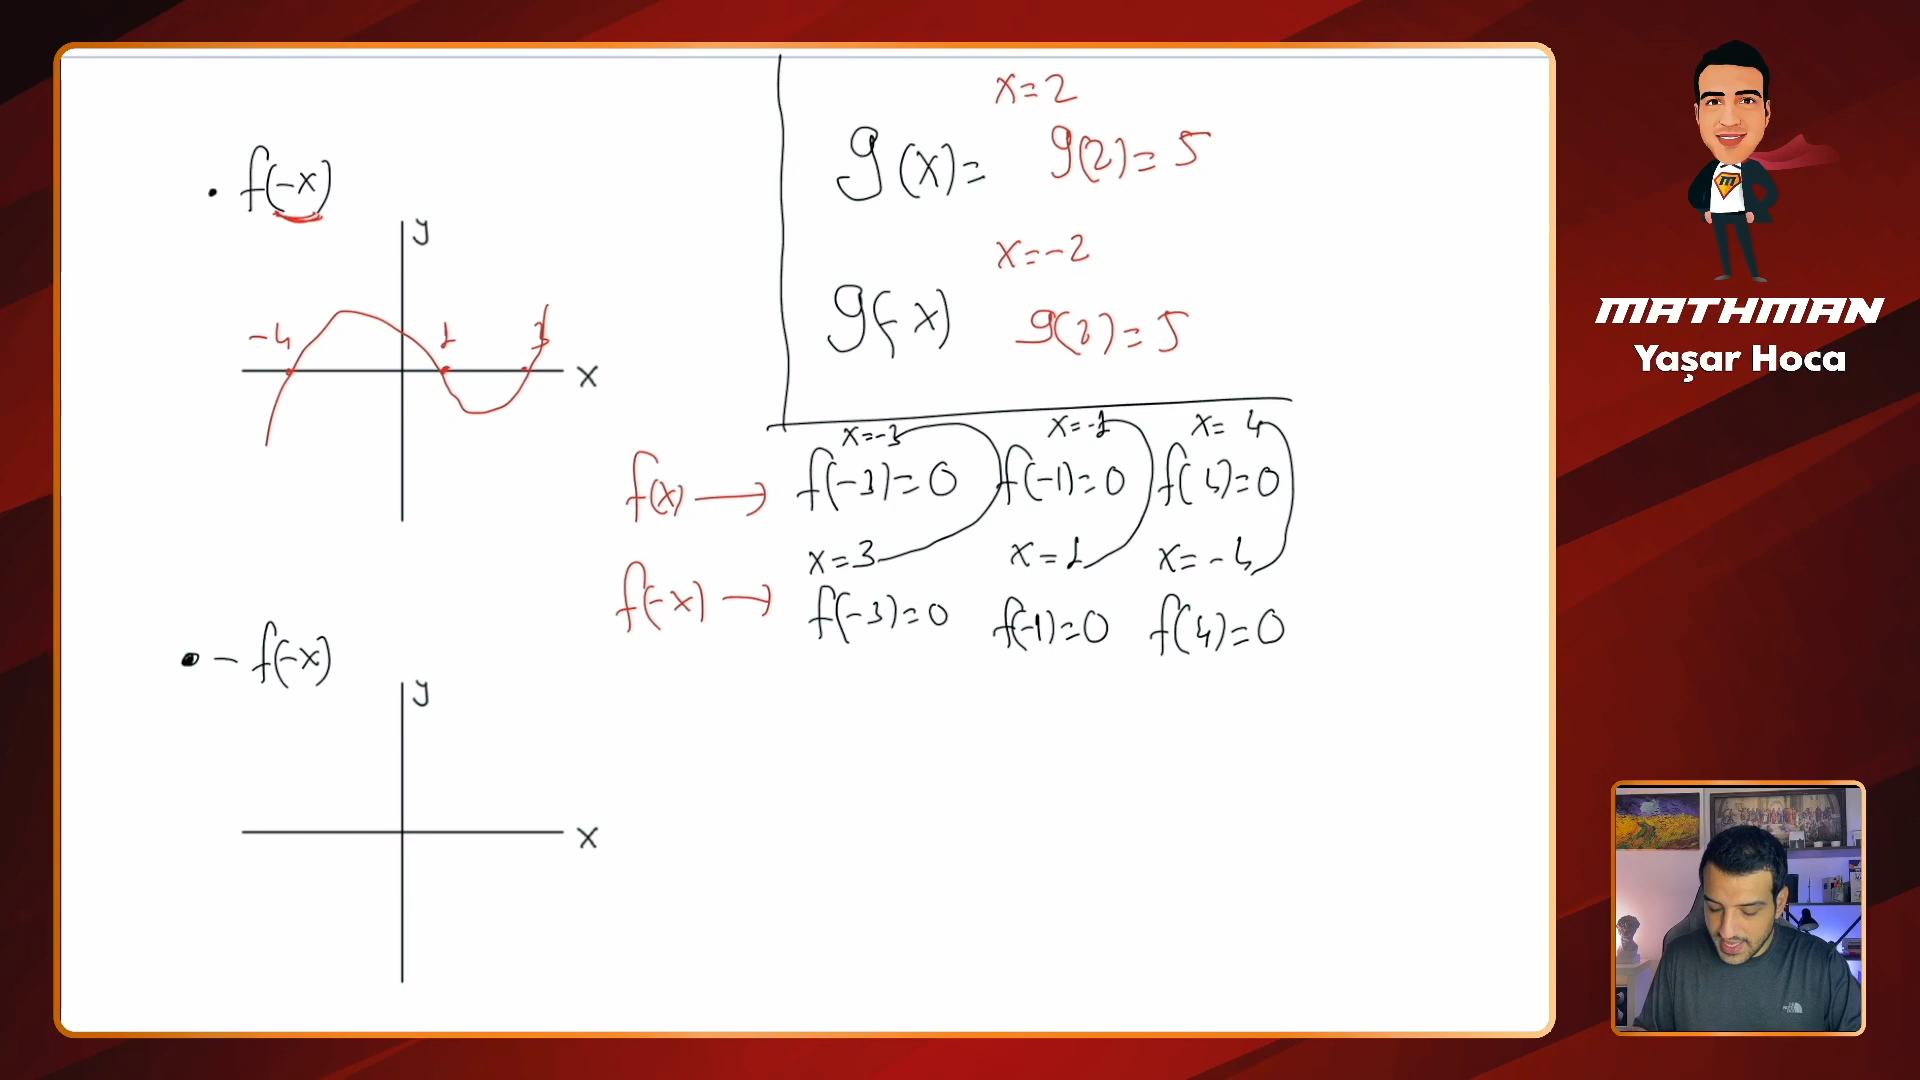 • f(-x)
y
-4 1 3
x
x=2
g(x)= g(2)=5
x=-2
g(-x) g(2)=5
x=-3 x=-1 x= 4
f(x) → f(-3)=0 f(-1)=0 f(4)=0
x=3 x=1 x=-4
f(-x) → f(-3)=0 f(-1)=0 f(4)=0
• -f(-x)
y
x
M
MATHMAN
Yaşar Hoca